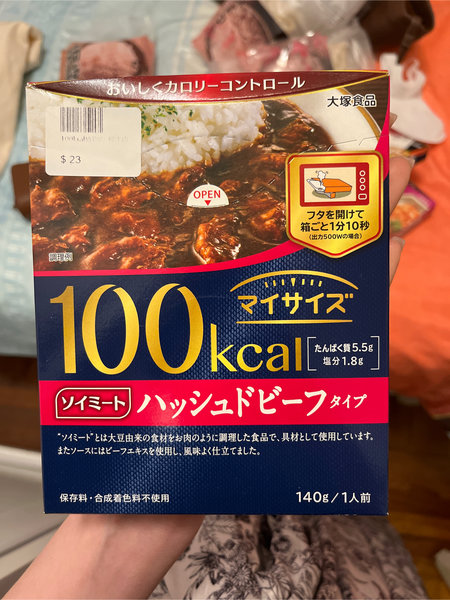 おいしくカロリーコントロール
大塚食品
$ 23
OPEN
フタを開けて
箱ごと1分10秒
(出力500Wの場合)
調理例
マイサイズ
100kcal
たんぱく質5.5g
塩分1.8g
ソイミート ハッシュドビーフタイプ
"ソイミート"とは大豆由来の食材をお肉のように調理した食品で、具材として使用しています。
またソースにはビーフエキスを使用し、風味よく仕立てました。
保存料・合成着色料不使用
140g/1人前